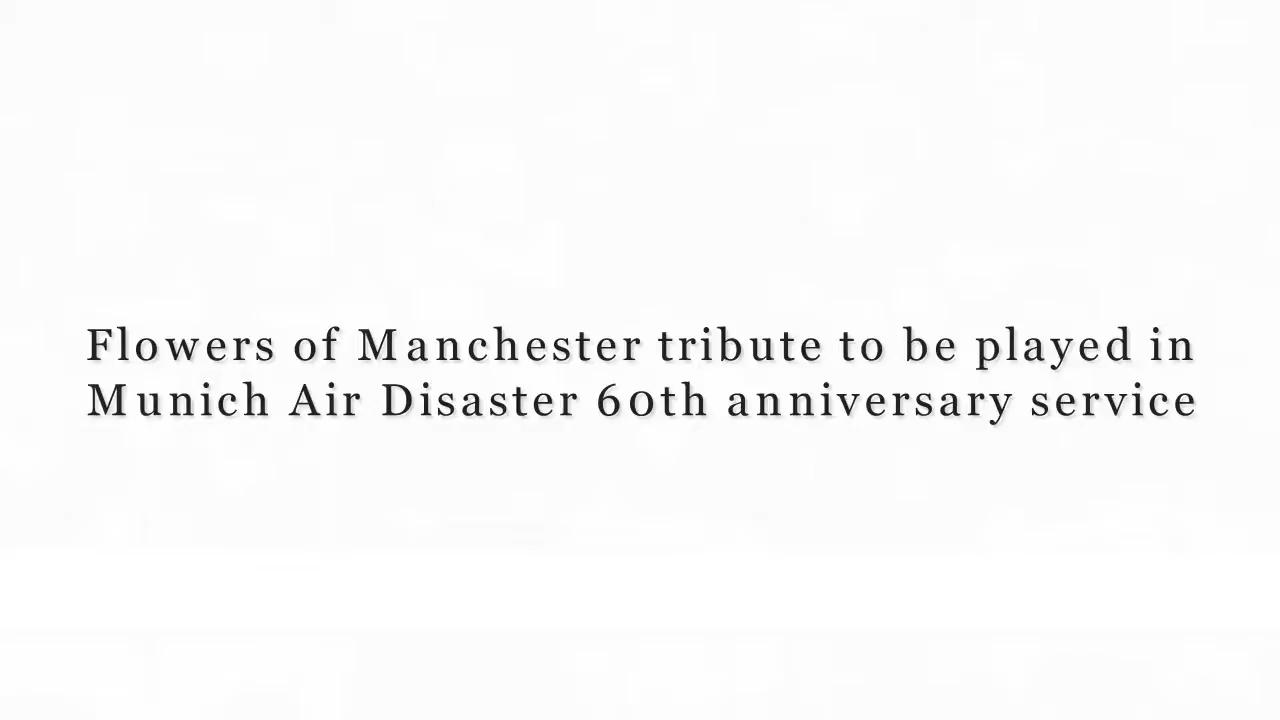 Flowers of Manchester tribute to be played in
Munich Air Disaster 60th anniversary service